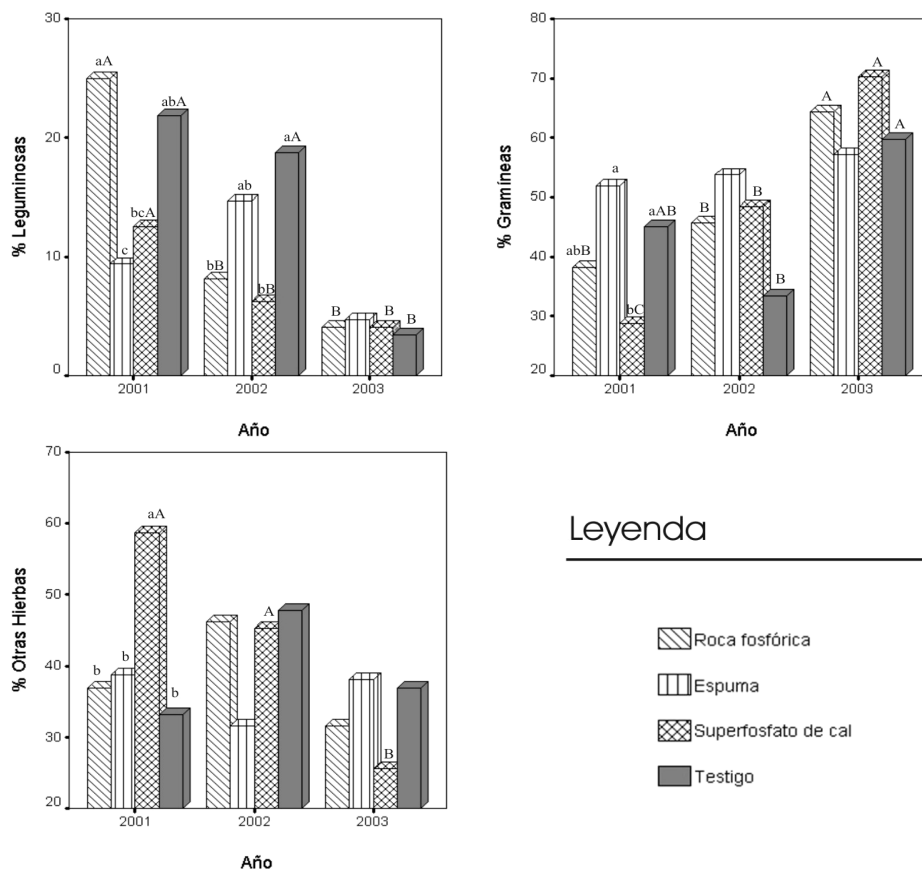 30
20
10
0
% Leguminosas
aA
c
bcA
abA
bB
ab
bB
aA
B
B
B
2001
2002
2003
Año
80
70
60
50
40
30
20
% Gramíneas
abB
a
bC
aAB
B
B
B
A
A
A
2001
2002
2003
Año
70
60
50
40
30
20
% Otras Hierbas
b
b
aA
b
A
B
2001
2002
2003
Año
Leyenda
Roca fosfórica
Espuma
Superfosfato de cal
Testigo